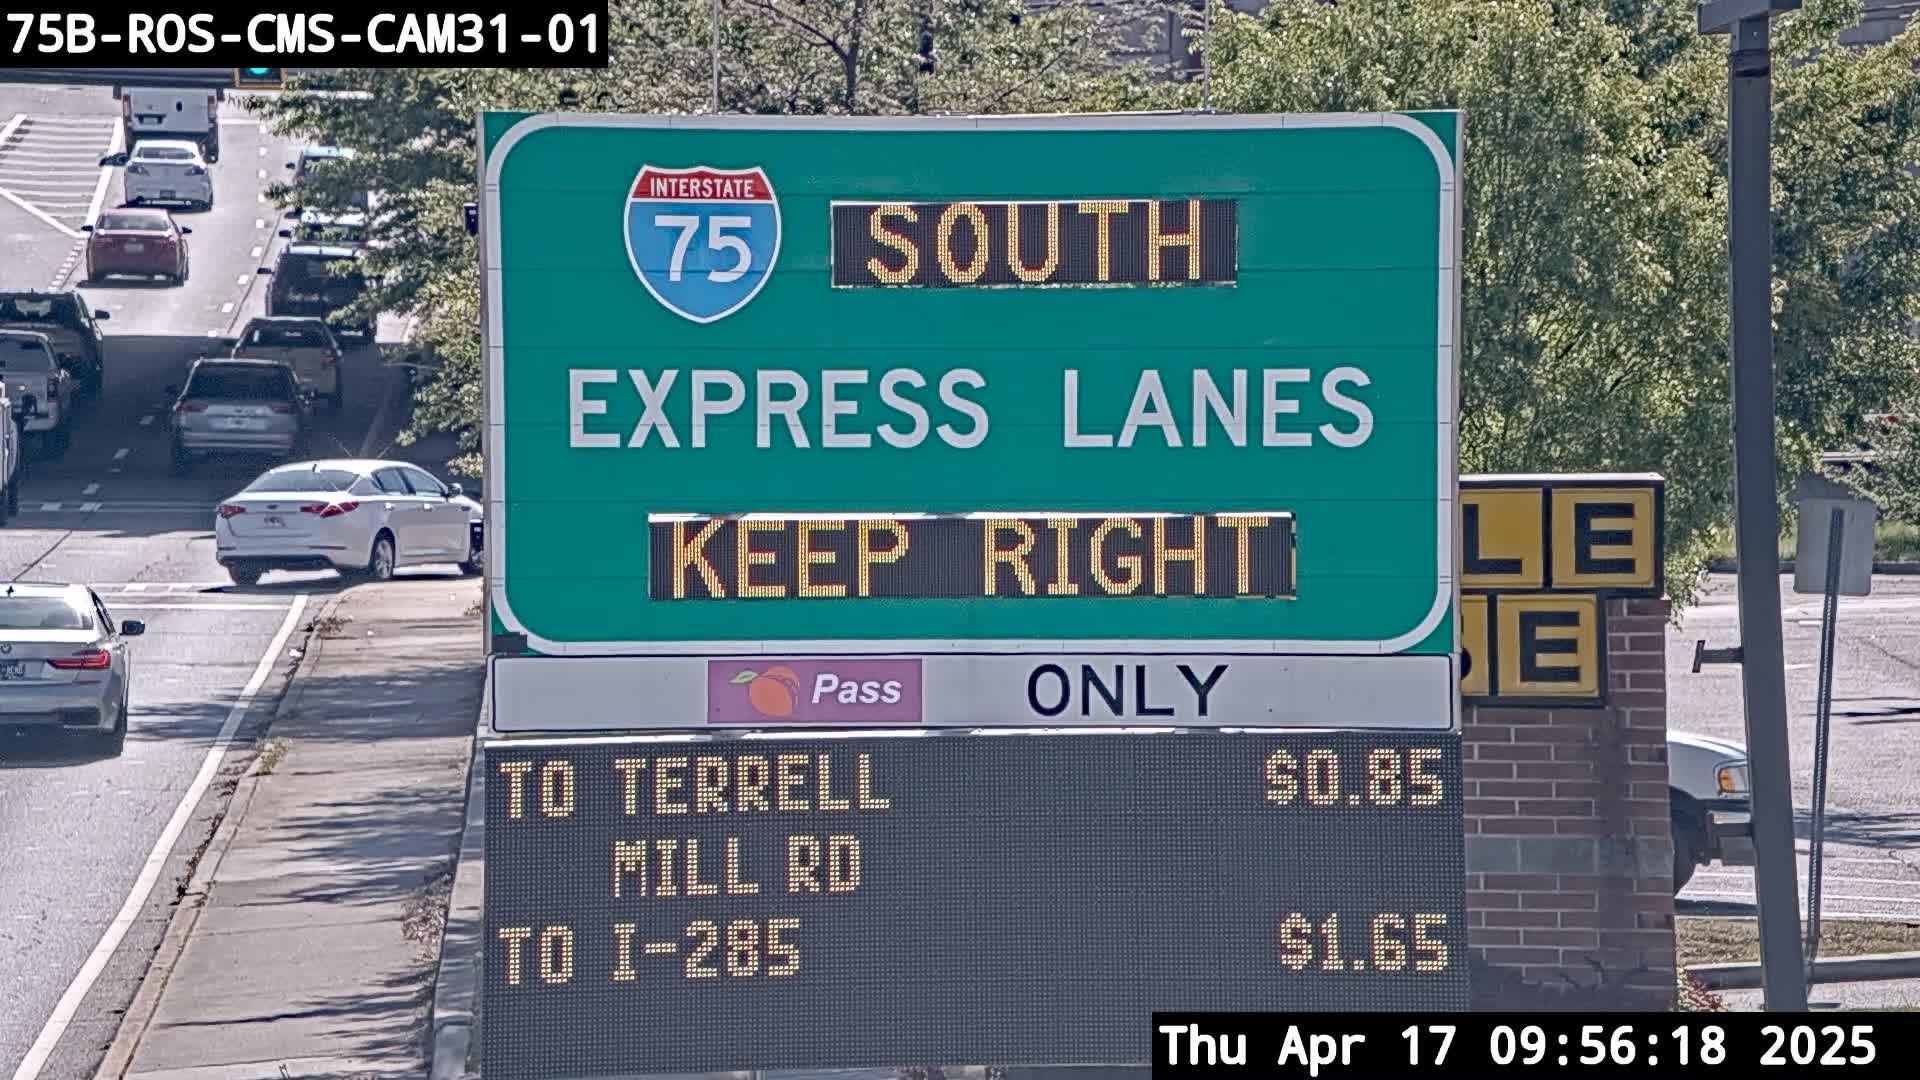 75B-ROS-CMS-CAM31-01
INTERSTATE
75
SOUTH
EXPRESS LANES
KEEP RIGHT
Pass ONLY
TO TERRELL $0.85
MILL RD
TO I-285 $1.65
LE
E
Thu Apr 17 09:56:18 2025